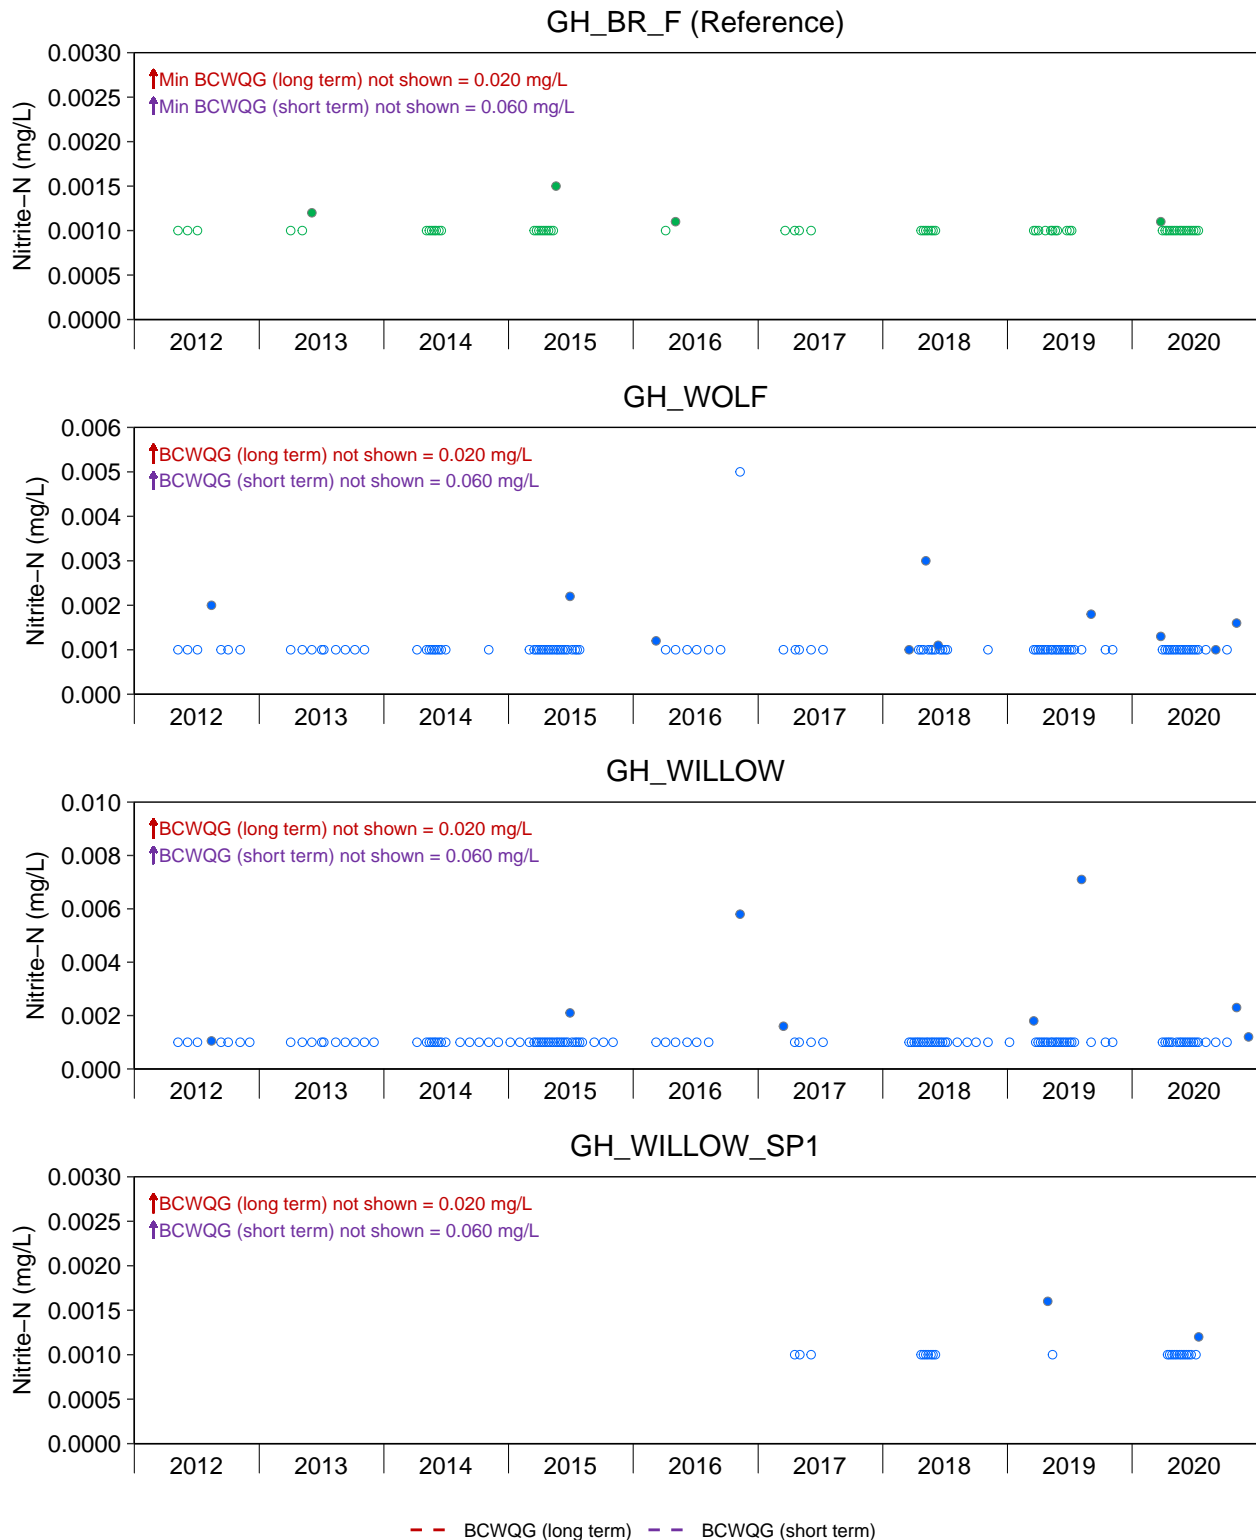 GH_BR_F (Reference)
Nitrite–N (mg/L)
0.0030
0.0025
0.0020
0.0015
0.0010
0.0005
0.0000
↑Min BCWQG (long term) not shown = 0.020 mg/L
↑Min BCWQG (short term) not shown = 0.060 mg/L
2012 2013 2014 2015 2016 2017 2018 2019 2020
GH_WOLF
Nitrite–N (mg/L)
0.006
0.005
0.004
0.003
0.002
0.001
0.000
↑BCWQG (long term) not shown = 0.020 mg/L
↑BCWQG (short term) not shown = 0.060 mg/L
2012 2013 2014 2015 2016 2017 2018 2019 2020
GH_WILLOW
Nitrite–N (mg/L)
0.010
0.008
0.006
0.004
0.002
0.000
↑BCWQG (long term) not shown = 0.020 mg/L
↑BCWQG (short term) not shown = 0.060 mg/L
2012 2013 2014 2015 2016 2017 2018 2019 2020
GH_WILLOW_SP1
Nitrite–N (mg/L)
0.0030
0.0025
0.0020
0.0015
0.0010
0.0005
0.0000
↑BCWQG (long term) not shown = 0.020 mg/L
↑BCWQG (short term) not shown = 0.060 mg/L
2012 2013 2014 2015 2016 2017 2018 2019 2020
BCWQG (long term) BCWQG (short term)